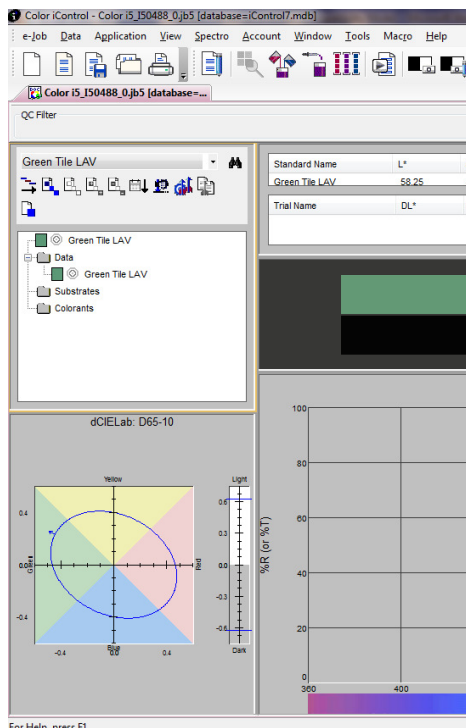 Color iControl - Color i5_I50488_0.jb5 [database=iControl7.mdb]
e-Job Data Application View Spectro Account Window Tools Macro Help
Color i5_I50488_0.jb5 [database=...
QC Filter
Green Tile LAV
Standard Name L*
Green Tile LAV 58.25
Trial Name DL*
Green Tile LAV
Data
Green Tile LAV
Substrates
Colorants
dCIELab: D65-10
Yellow
Light
0.4
0.0
-0.4
Green
Red
Blue
-0.4 0.0 0.4
0.6
0.3
0.0
-0.3
-0.6
Dark
%R (or %T)
100
80
60
40
20
0
360 400
For Help, press F1